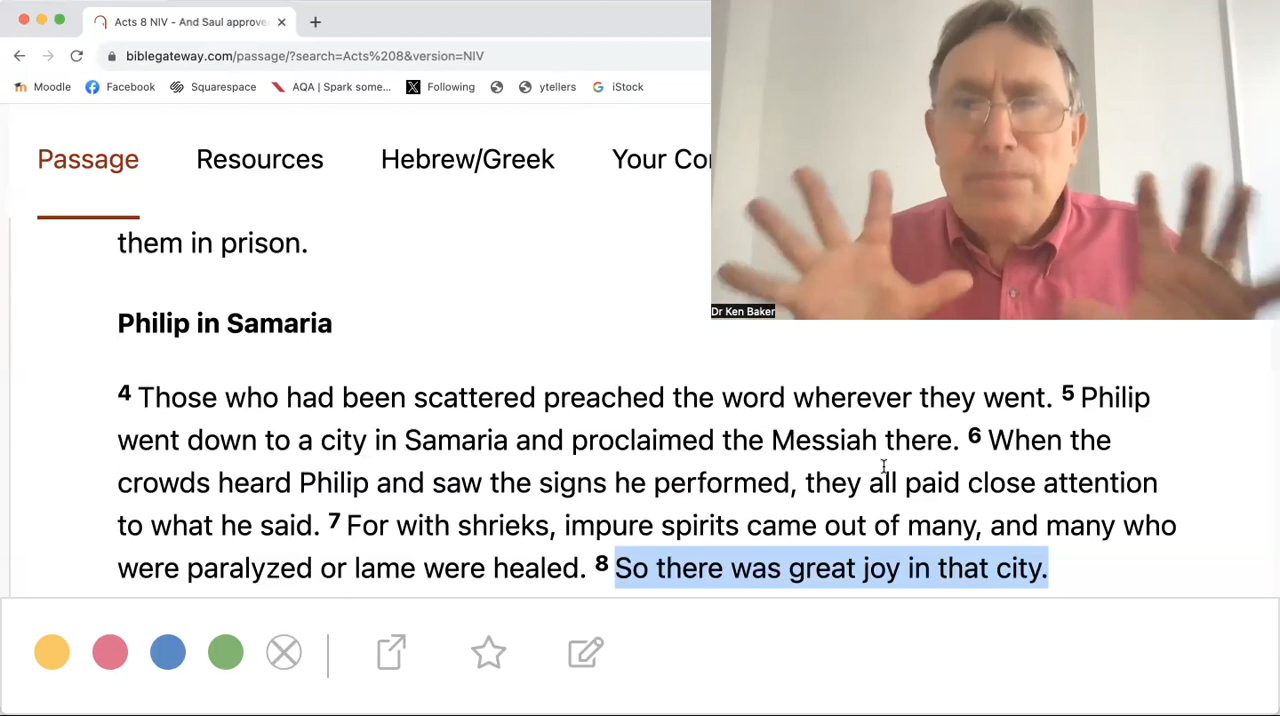 Acts 8 NIV - And Saul approve
biblegateway.com/passage/?search=Acts%208&version=NIV
Moodle Facebook Squarespace AQA | Spark some... Following ytellers iStock
Passage Resources Hebrew/Greek Your Co
Dr Ken Baker
them in prison.
Philip in Samaria
4 Those who had been scattered preached the word wherever they went. 5 Philip
went down to a city in Samaria and proclaimed the Messiah there. 6 When the
crowds heard Philip and saw the signs he performed, they all paid close attention
to what he said. 7 For with shrieks, impure spirits came out of many, and many who
were paralyzed or lame were healed. 8 So there was great joy in that city.